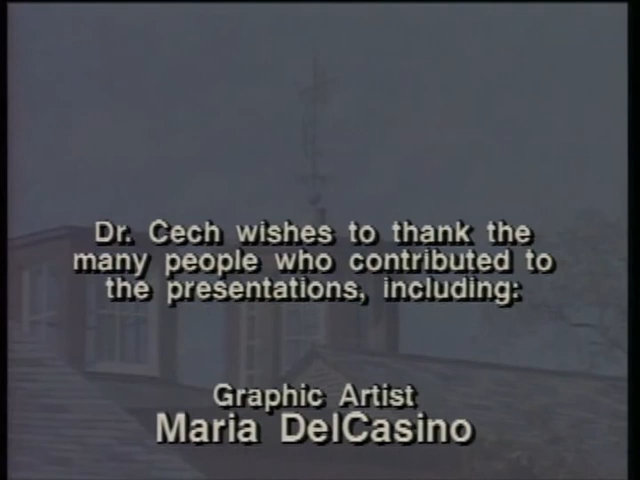 Dr. Cech wishes to thank the
many people who contributed to
the presentations, including:
Graphic Artist
Maria DelCasino